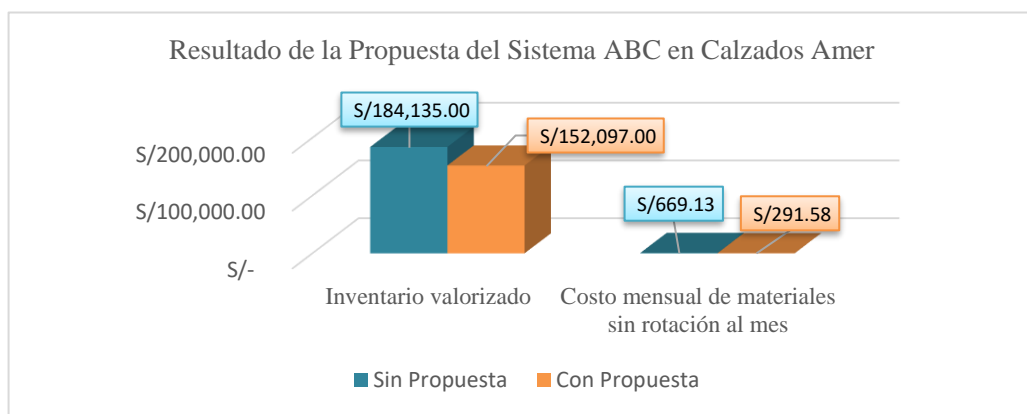 Resultado de la Propuesta del Sistema ABC en Calzados Amer
S/184,135.00
S/152,097.00
S/200,000.00
S/669.13
S/291.58
S/100,000.00
S/-
Inventario valorizado
Costo mensual de materiales
sin rotación al mes
Sin Propuesta
Con Propuesta